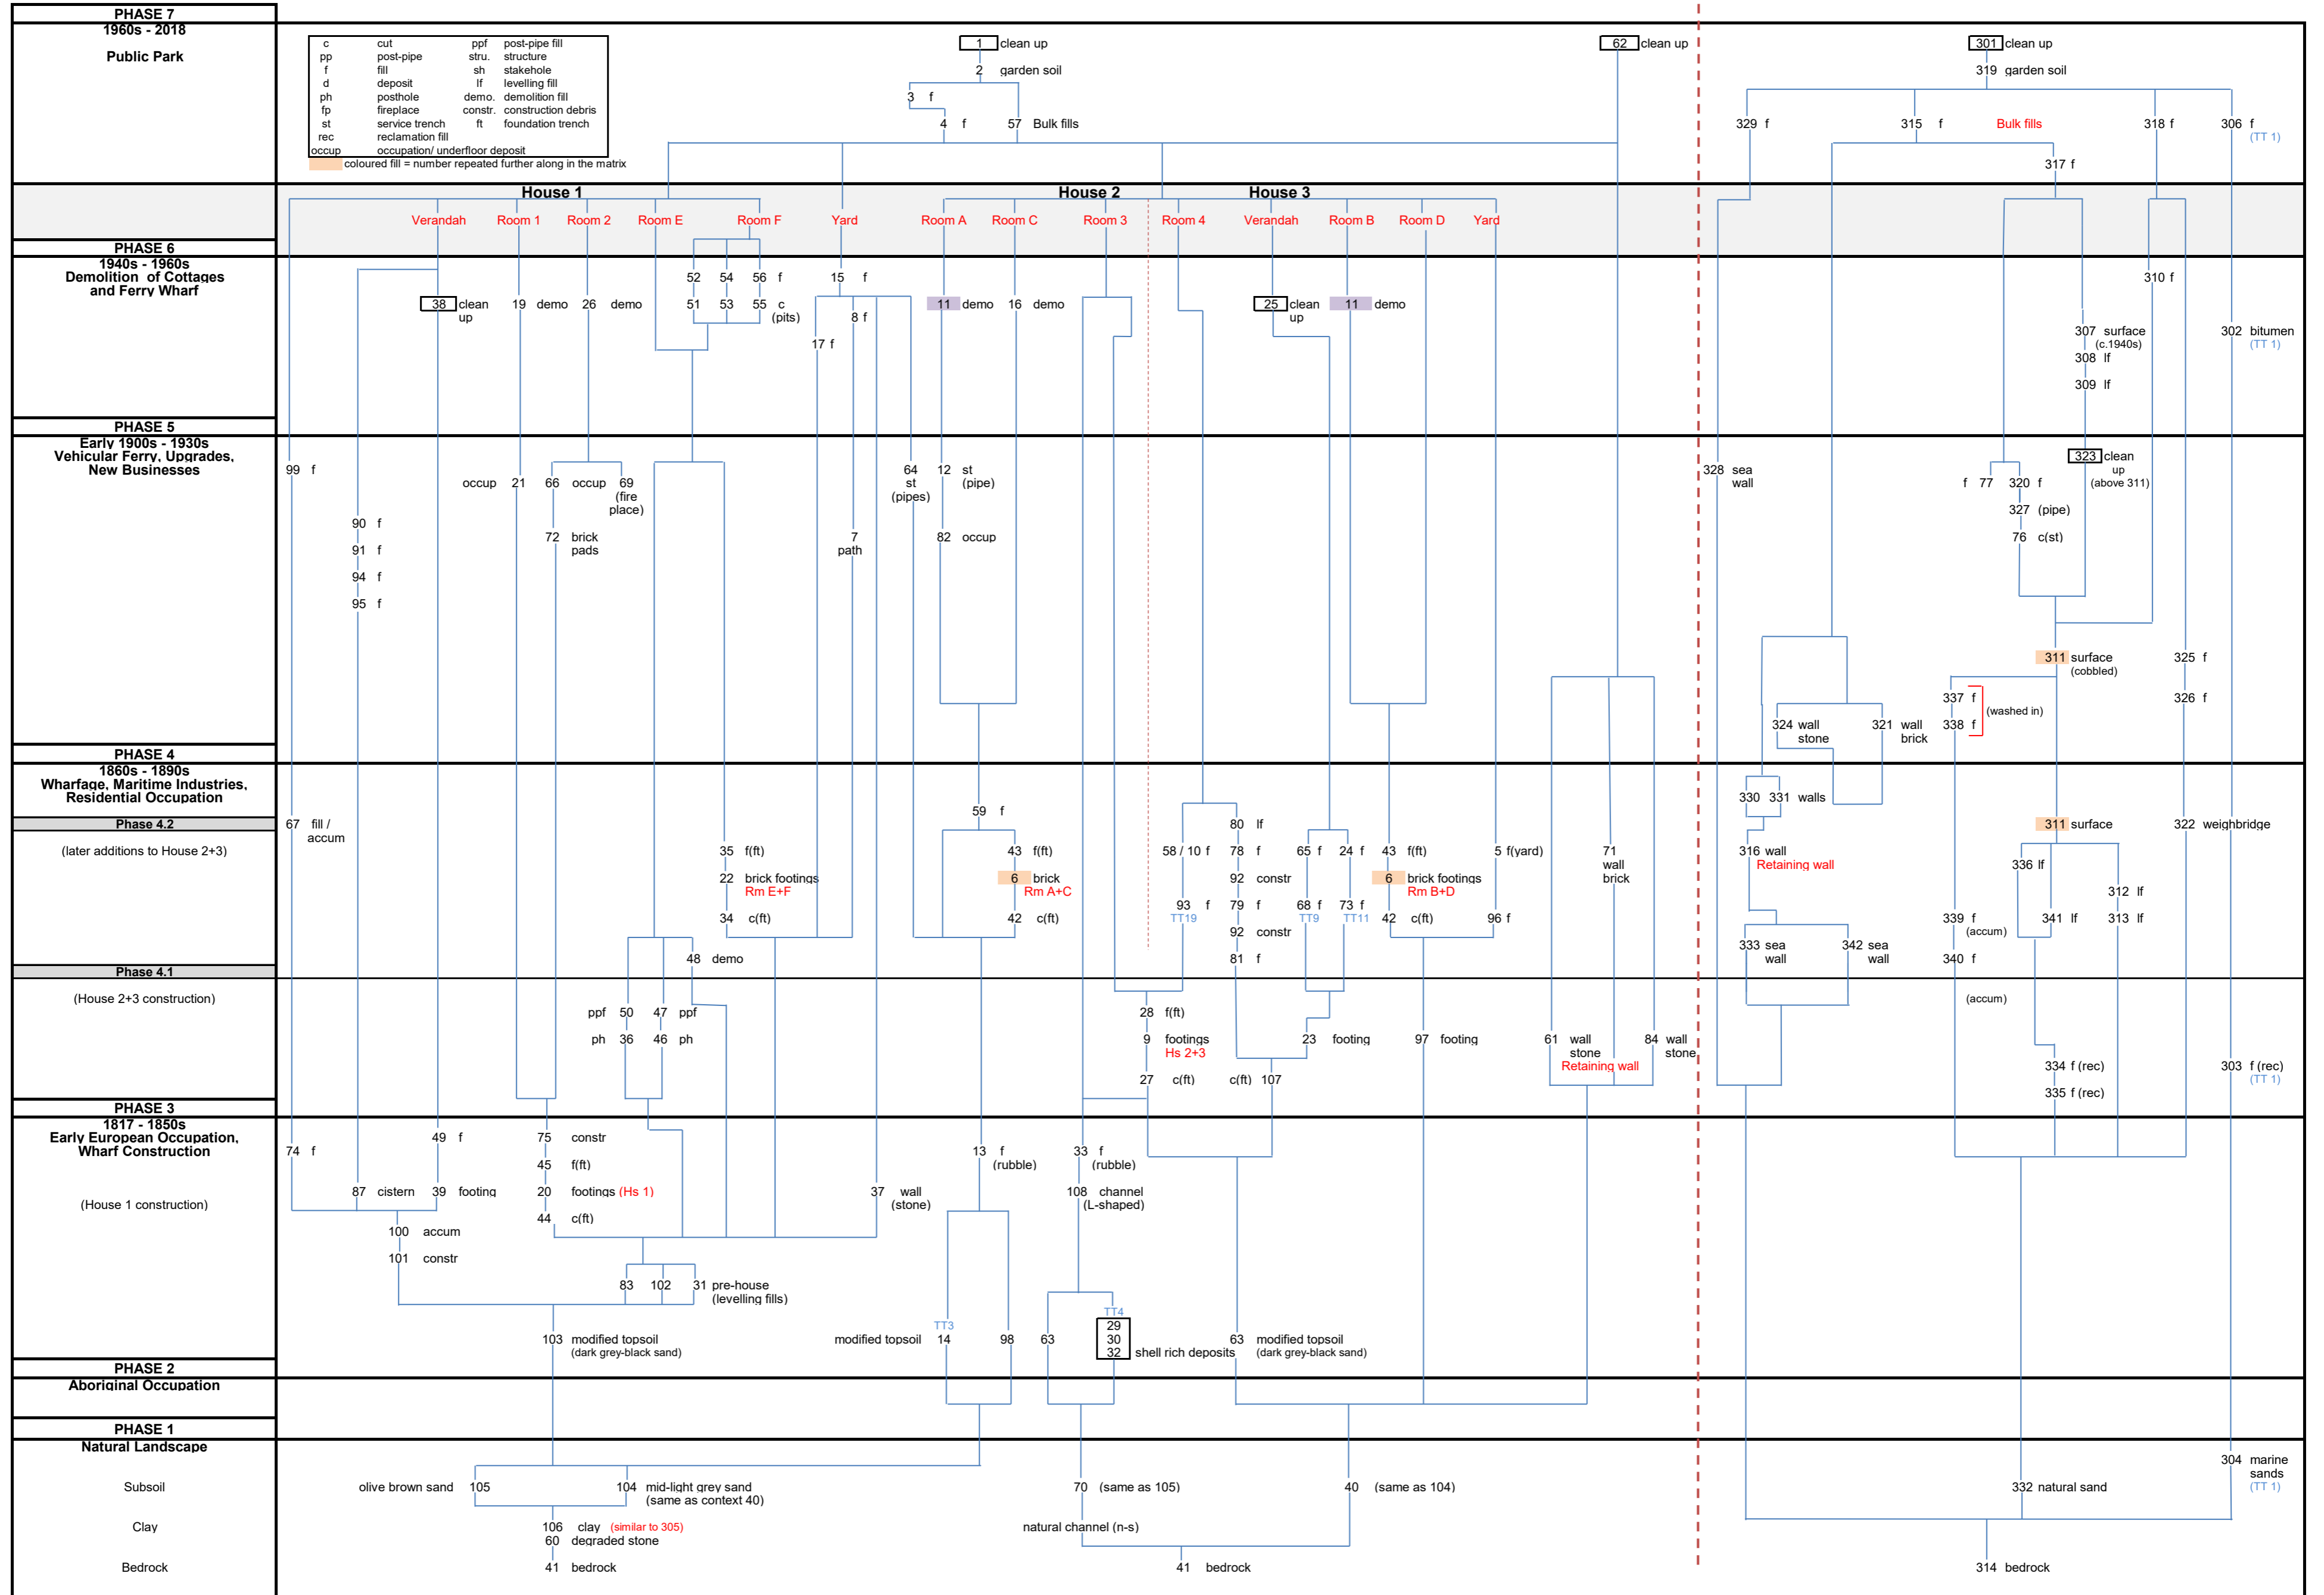 PHASE 7
1960s - 2018
Public Park
c cut ppf post-pipe fill
pp post-pipe stru. structure
f fill sh stakehole
d deposit lf levelling fill
ph posthole demo. demolition fill
fp fireplace constr. construction debris
st service trench ft foundation trench
rec reclamation fill
occup occupation/ underfloor deposit
coloured fill = number repeated further along in the matrix
1 clean up
62 clean up
301 clean up
2 garden soil
319 garden soil
3 f
4 f
57 Bulk fills
329 f
315 f
Bulk fills
318 f
306 f
(TT 1)
317 f
House 1
House 2
House 3
Verandah
Room 1
Room 2
Room E
Room F
Yard
Room A
Room C
Room 3
Room 4
Verandah
Room B
Room D
Yard
PHASE 6
1940s - 1960s
Demolition of Cottages
and Ferry Wharf
52 54 56 f
15 f
310 f
38 clean
up
19 demo
26 demo
51 53 55 c
(pits)
8 f
11 demo
16 demo
25 clean
up
11 demo
17 f
307 surface
(c.1940s)
308 lf
309 lf
302 bitumen
(TT 1)
PHASE 5
Early 1900s - 1930s
Vehicular Ferry, Upgrades,
New Businesses
99 f
occup 21
66 occup 69
(fire
place)
64
st
(pipes)
12 st
(pipe)
328 sea
wall
f 77
320 f
323 clean
up
(above 311)
90 f
327 (pipe)
91 f
72 brick
pads
7
path
82 occup
76 c(st)
94 f
95 f
311 surface
(cobbled)
325 f
337 f
338 f
(washed in)
326 f
324 wall
stone
321 wall
brick
PHASE 4
1860s - 1890s
Wharfage, Maritime Industries,
Residential Occupation
330 331 walls
59 f
Phase 4.2
67 fill /
accum
80 lf
311 surface
322 weighbridge
(later additions to House 2+3)
35 f(ft)
43 f(ft)
58 / 10 f
78 f
65 f
24 f
43 f(ft)
5 f(yard)
71
wall
brick
316 wall
Retaining wall
336 lf
22 brick footings
Rm E+F
6 brick
Rm A+C
92 constr
6 brick footings
Rm B+D
312 lf
34 c(ft)
42 c(ft)
93 f
TT19
79 f
68 f
TT9
73 f
TT11
42 c(ft)
96 f
339 f
(accum)
341 lf
313 lf
92 constr
333 sea
wall
342 sea
wall
48 demo
81 f
340 f
(accum)
Phase 4.1
(House 2+3 construction)
ppf 50
47 ppf
28 f(ft)
ph 36
46 ph
9 footings
Hs 2+3
23 footing
97 footing
61 wall
stone
84 wall
stone
Retaining wall
27 c(ft)
c(ft) 107
334 f (rec)
303 f (rec)
(TT 1)
335 f (rec)
PHASE 3
1817 - 1850s
Early European Occupation,
Wharf Construction
49 f
75 constr
74 f
13 f
(rubble)
33 f
(rubble)
45 f(ft)
(House 1 construction)
87 cistern
39 footing
20 footings (Hs 1)
37 wall
(stone)
108 channel
(L-shaped)
44 c(ft)
100 accum
101 constr
83 102 31 pre-house
(levelling fills)
TT3
TT4
29
30
32 shell rich deposits
103 modified topsoil
(dark grey-black sand)
modified topsoil 14
98
63
63 modified topsoil
(dark grey-black sand)
PHASE 2
Aboriginal Occupation
PHASE 1
Natural Landscape
Subsoil
olive brown sand 105
104 mid-light grey sand
(same as context 40)
70 (same as 105)
40 (same as 104)
332 natural sand
304 marine
sands
(TT 1)
Clay
106 clay (similar to 305)
60 degraded stone
natural channel (n-s)
Bedrock
41 bedrock
41 bedrock
314 bedrock